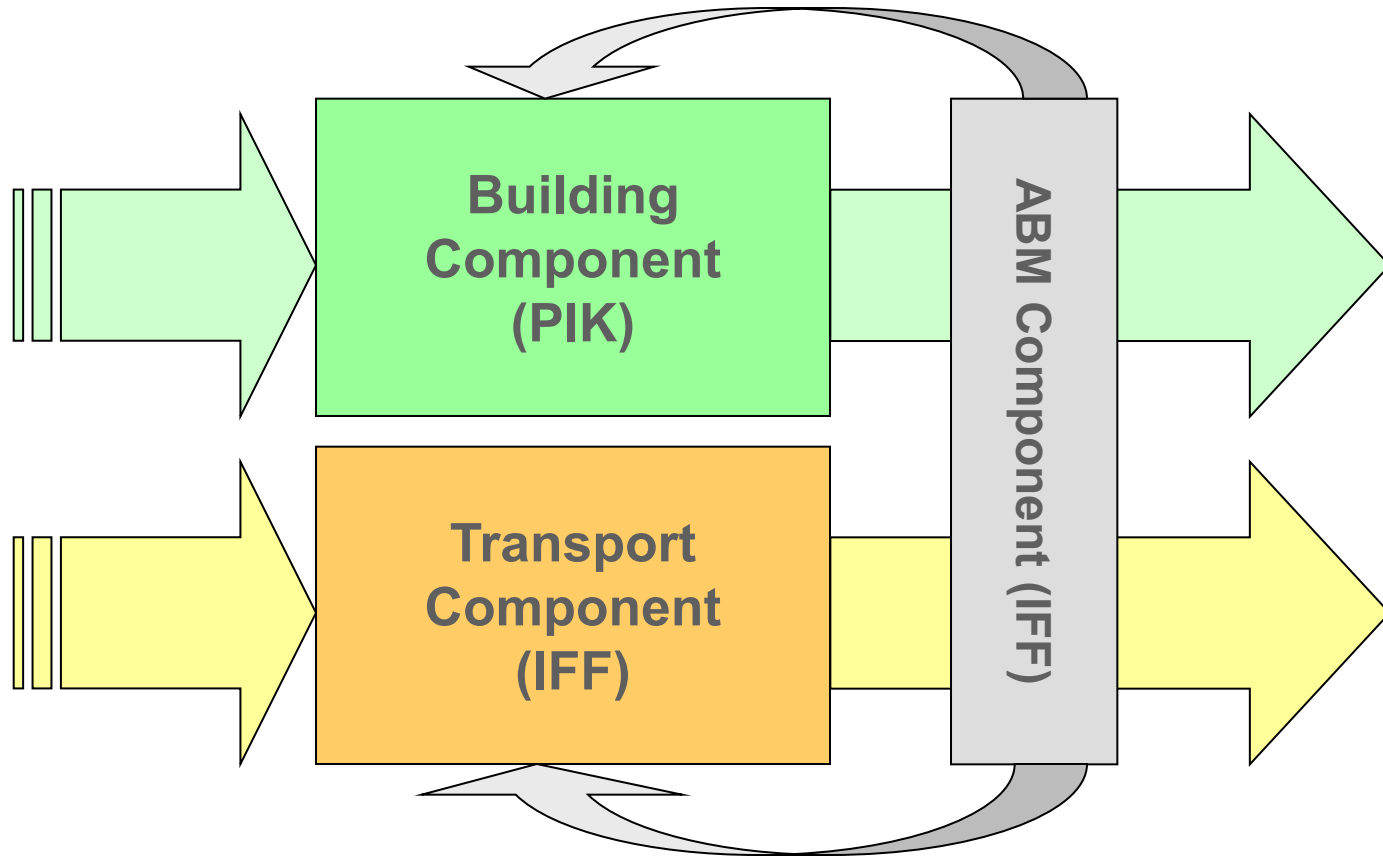 Building
Component
(PIK)
ABM Component (IFF)
Transport
Component
(IFF)